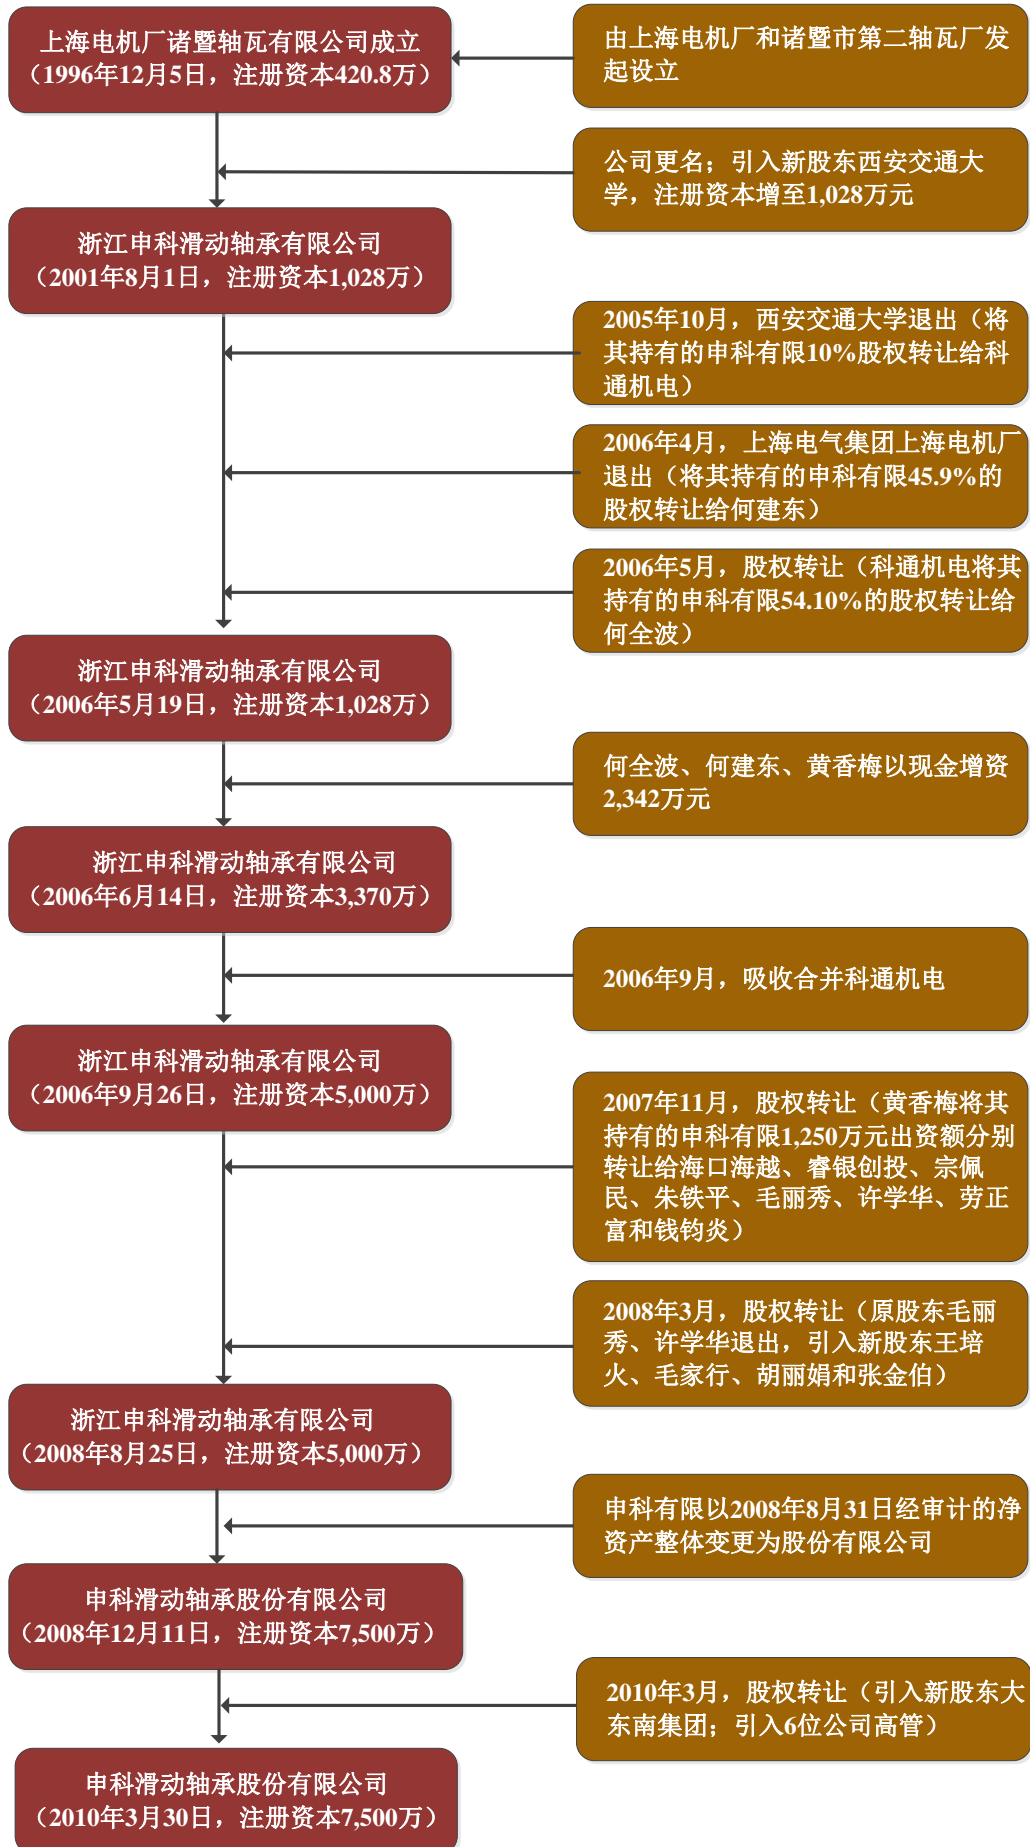 上海电机厂诸暨轴瓦有限公司成立
（1996年12月5日，注册资本420.8万）
由上海电机厂和诸暨市第二轴瓦厂发
起设立
公司更名；引入新股东西安交通大
学，注册资本增至1,028万元
浙江申科滑动轴承有限公司
（2001年8月1日，注册资本1,028万）
2005年10月，西安交通大学退出（将
其持有的申科有限10%股权转让给科
通机电）
2006年4月，上海电气集团上海电机厂
退出（将其持有的申科有限45.9%的
股权转让给何建东）
2006年5月，股权转让（科通机电将其
持有的申科有限54.10%的股权转让给
何全波）
浙江申科滑动轴承有限公司
（2006年5月19日，注册资本1,028万）
何全波、何建东、黄香梅以现金增资
2,342万元
浙江申科滑动轴承有限公司
（2006年6月14日，注册资本3,370万）
2006年9月，吸收合并科通机电
浙江申科滑动轴承有限公司
（2006年9月26日，注册资本5,000万）
2007年11月，股权转让（黄香梅将其
持有的申科有限1,250万元出资额分别
转让给海口海越、睿银创投、宗佩
民、朱铁平、毛丽秀、许学华、劳正
富和钱钧炎）
2008年3月，股权转让（原股东毛丽
秀、许学华退出，引入新股东王培
火、毛家行、胡丽娟和张金伯）
浙江申科滑动轴承有限公司
（2008年8月25日，注册资本5,000万）
申科有限以2008年8月31日经审计的净
资产整体变更为股份有限公司
申科滑动轴承股份有限公司
（2008年12月11日，注册资本7,500万）
2010年3月，股权转让（引入新股东大
东南集团；引入6位公司高管）
申科滑动轴承股份有限公司
（2010年3月30日，注册资本7,500万）